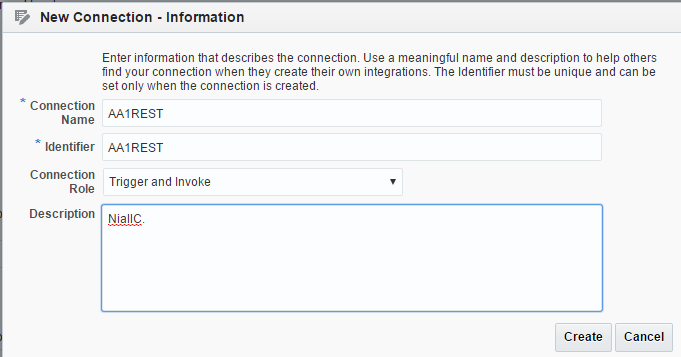 New Connection - Information
Enter information that describes the connection. Use a meaningful name and description to help others
find your connection when they create their own integrations. The Identifier must be unique and can be
set only when the connection is created.
* Connection
Name
AA1REST
* Identifier
AA1REST
Connection
Role
Trigger and Invoke
Description
NiallC.
Create
Cancel